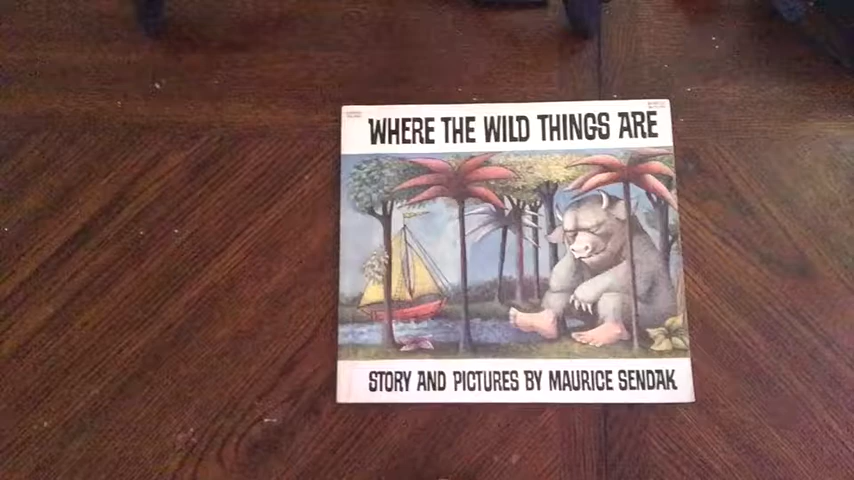 WHERE THE WILD THINGS ARE
STORY AND PICTURES BY MAURICE SENDAK